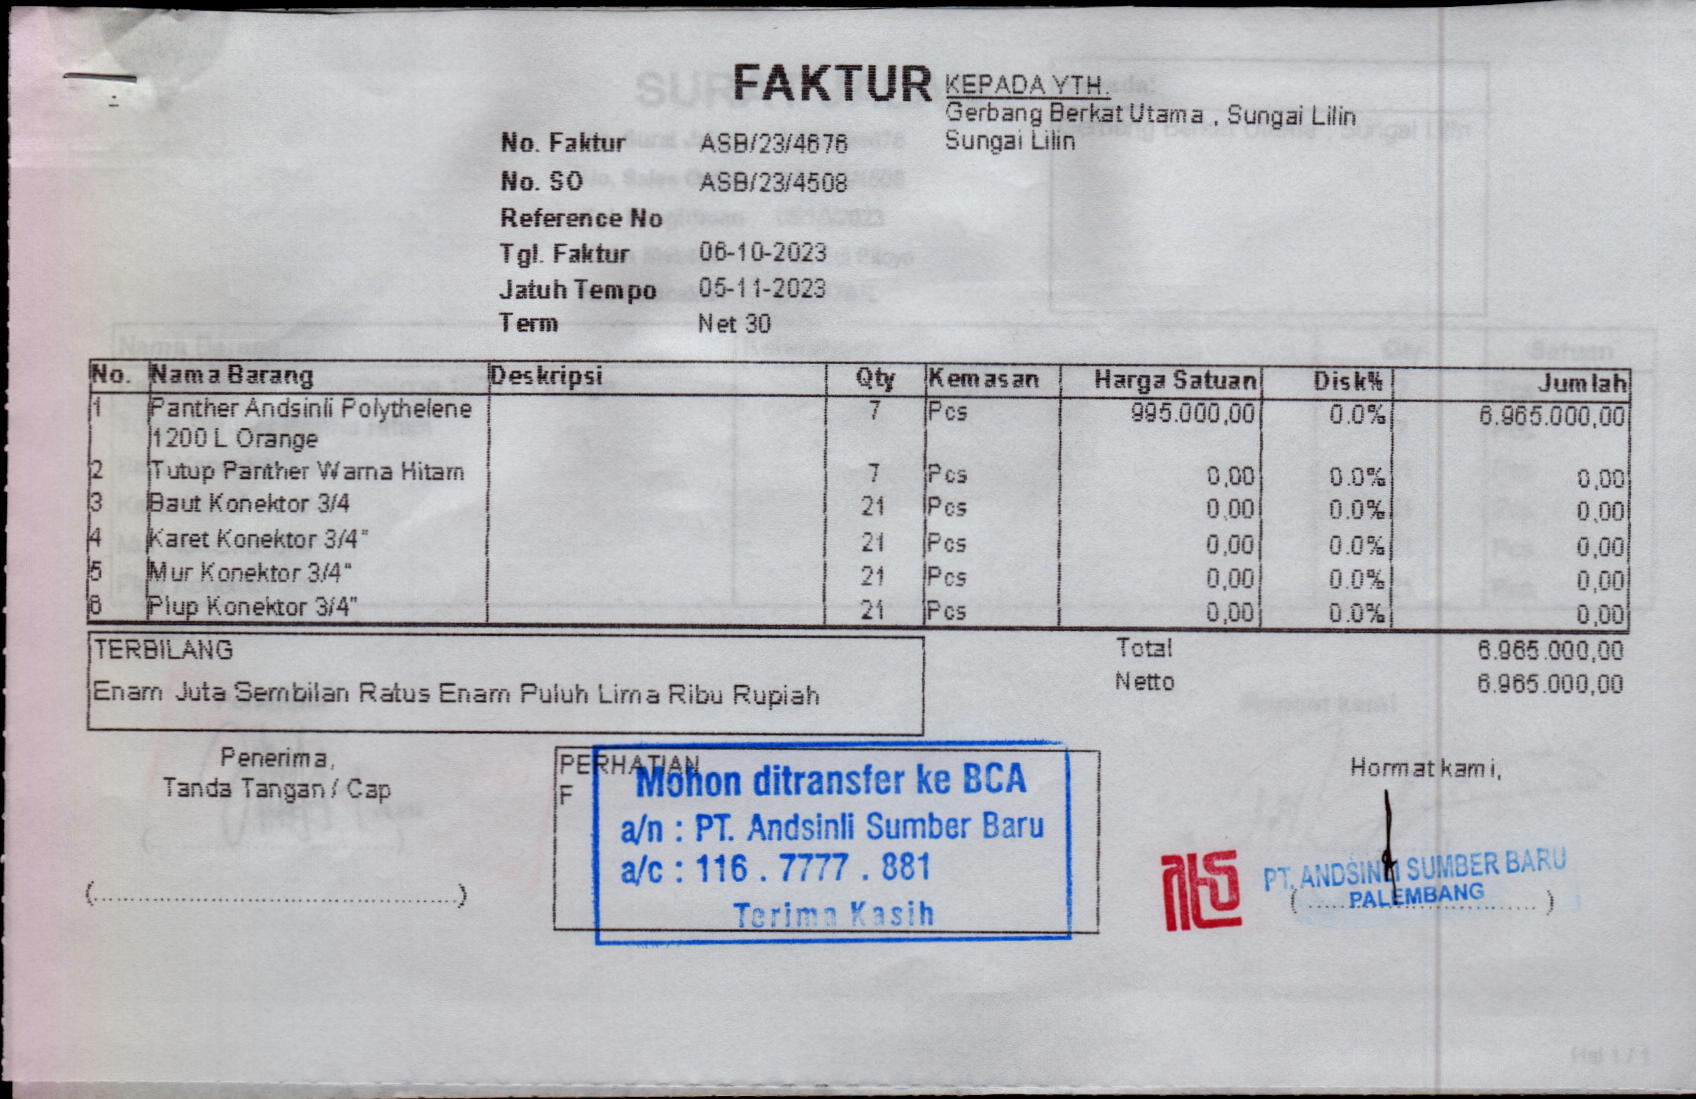 FAKTUR
KEPADA YTH.
Gerbang Berkat Utama , Sungai Lilin
Sungai Lilin
No. Faktur ASB/23/4676
No. SO ASB/23/4508
Reference No
Tgl. Faktur 06-10-2023
Jatuh Tempo 05-11-2023
Term Net 30
No. Nama Barang Deskripsi Qty Kemasan Harga Satuan Disk% Jumlah
1 Panther Andsinli Polythelene 7 Pcs 995.000,00 0.0% 6.965.000,00
1200 L Orange
2 Tutup Panther Warna Hitam 7 Pcs 0,00 0.0% 0,00
3 Baut Konektor 3/4 21 Pcs 0,00 0.0% 0,00
4 Karet Konektor 3/4" 21 Pcs 0,00 0.0% 0,00
5 Mur Konektor 3/4" 21 Pcs 0,00 0.0% 0,00
6 Plup Konektor 3/4" 21 Pcs 0,00 0.0% 0,00
TERBILANG
Enam Juta Sembilan Ratus Enam Puluh Lima Ribu Rupiah
Total 6.965.000,00
Netto 6.965.000,00
Penerima,
Tanda Tangan / Cap
(..............................................)
PERHATIAN
F
Mohon ditransfer ke BCA
a/n : PT. Andsinli Sumber Baru
a/c : 116 . 7777 . 881
Terima Kasih
Hormat kami,
PT. ANDSINLI SUMBER BARU
PALEMBANG